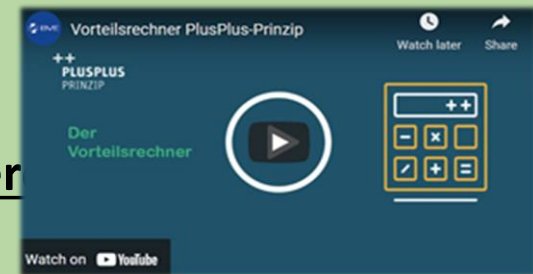 Vorteilsrechner PlusPlus-Prinzip
Watch later
Share
++
PLUSPLUS
PRINZIP
++
Der
Vorteilsrechner
- ×
/ + =
Watch on YouTube